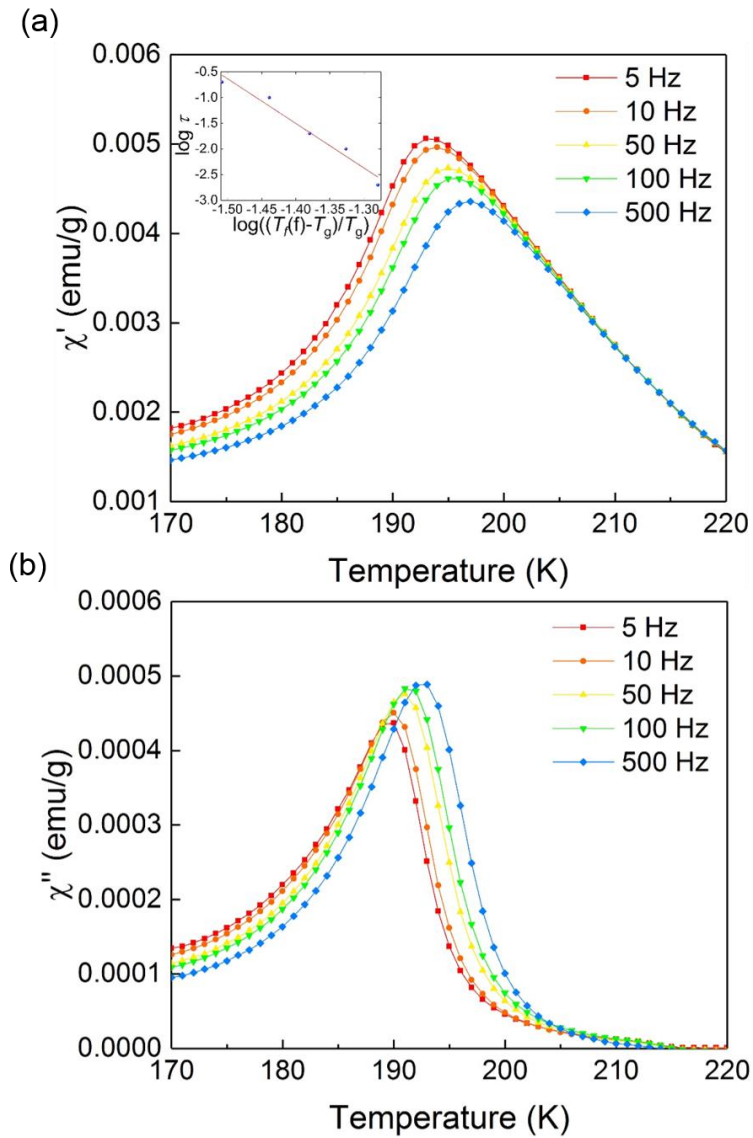 (a)
0.006
0.005
0.004
0.003
0.002
0.001
χ' (emu/g)
170 180 190 200 210 220
Temperature (K)
5 Hz
10 Hz
50 Hz
100 Hz
500 Hz
-0.5
-1.0
-1.5
-2.0
-2.5
-3.0
log τ
-1.50 -1.45 -1.40 -1.35 -1.30
log((Tf(f)-Tg)/Tg)
(b)
0.0006
0.0005
0.0004
0.0003
0.0002
0.0001
0.0000
χ" (emu/g)
170 180 190 200 210 220
Temperature (K)
5 Hz
10 Hz
50 Hz
100 Hz
500 Hz